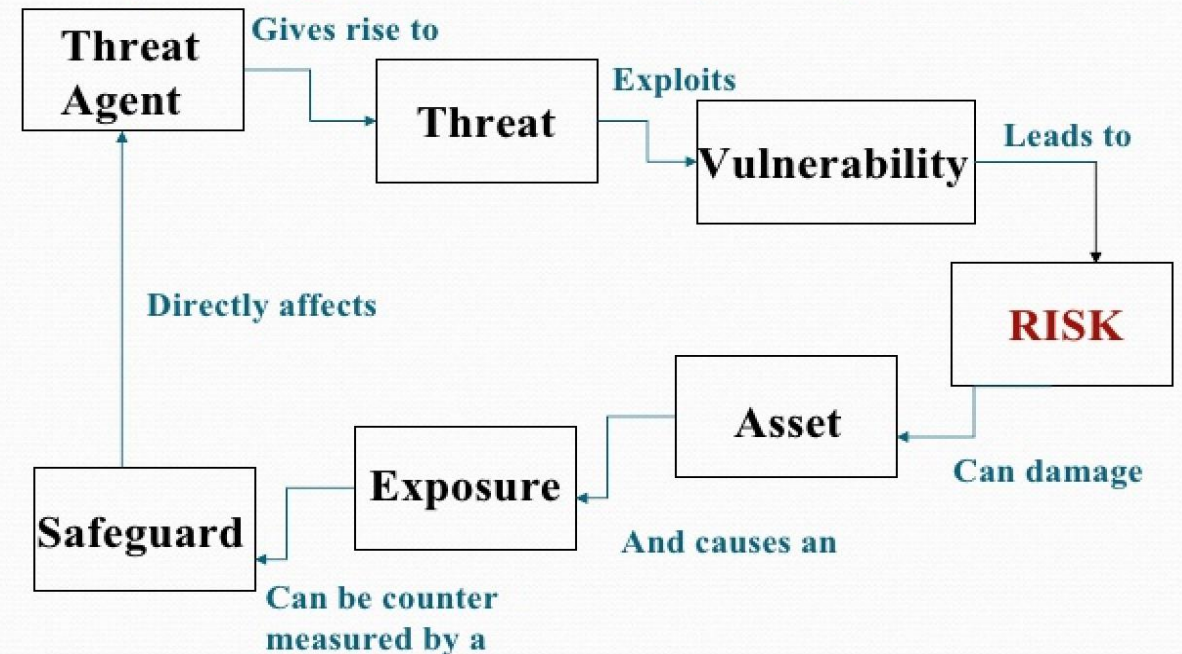 Threat
Agent
Gives rise to
Threat
Exploits
Vulnerability
Leads to
RISK
Can damage
Asset
And causes an
Exposure
Can be counter
measured by a
Safeguard
Directly affects